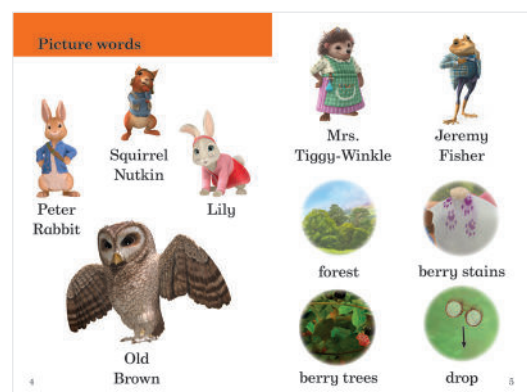 Picture words
Squirrel
Nutkin
Peter
Rabbit
Lily
Old
Brown
4
Mrs.
Tiggy-Winkle
Jeremy
Fisher
forest
berry stains
berry trees
drop
5